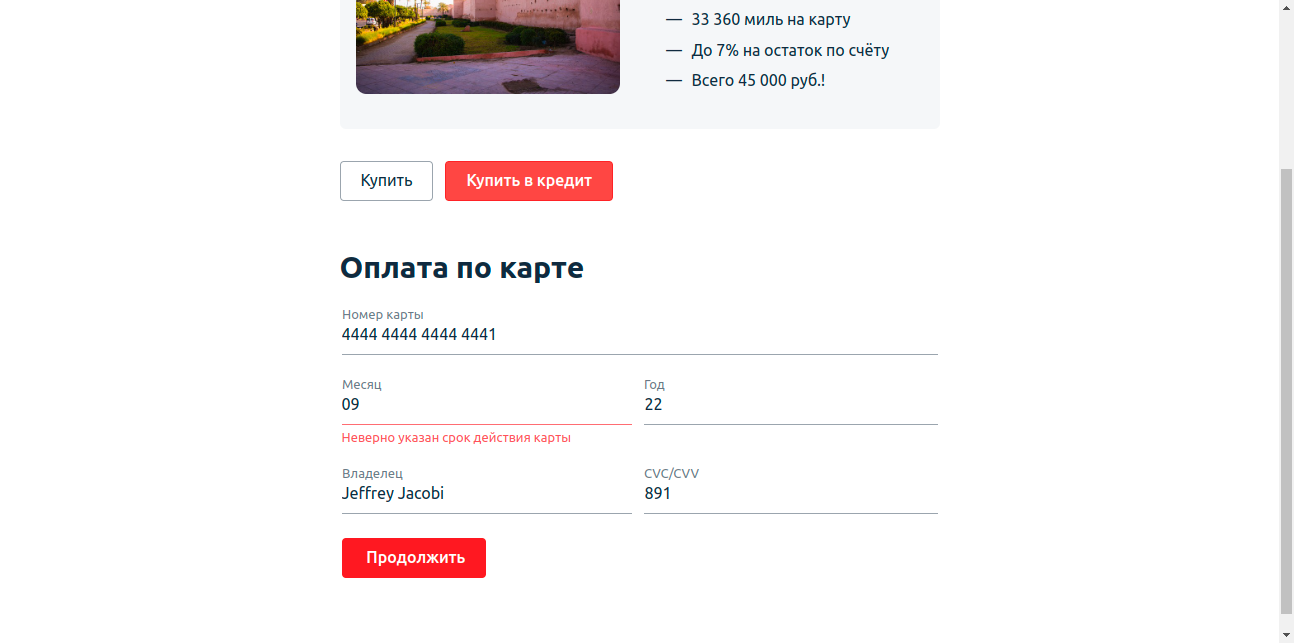 — 33 360 миль на карту
— До 7% на остаток по счёту
— Всего 45 000 руб.!
Купить
Купить в кредит
Оплата по карте
Номер карты
4444 4444 4444 4441
Месяц
Год
09
22
Неверно указан срок действия карты
Владелец
CVC/CVV
Jeffrey Jacobi
891
Продолжить